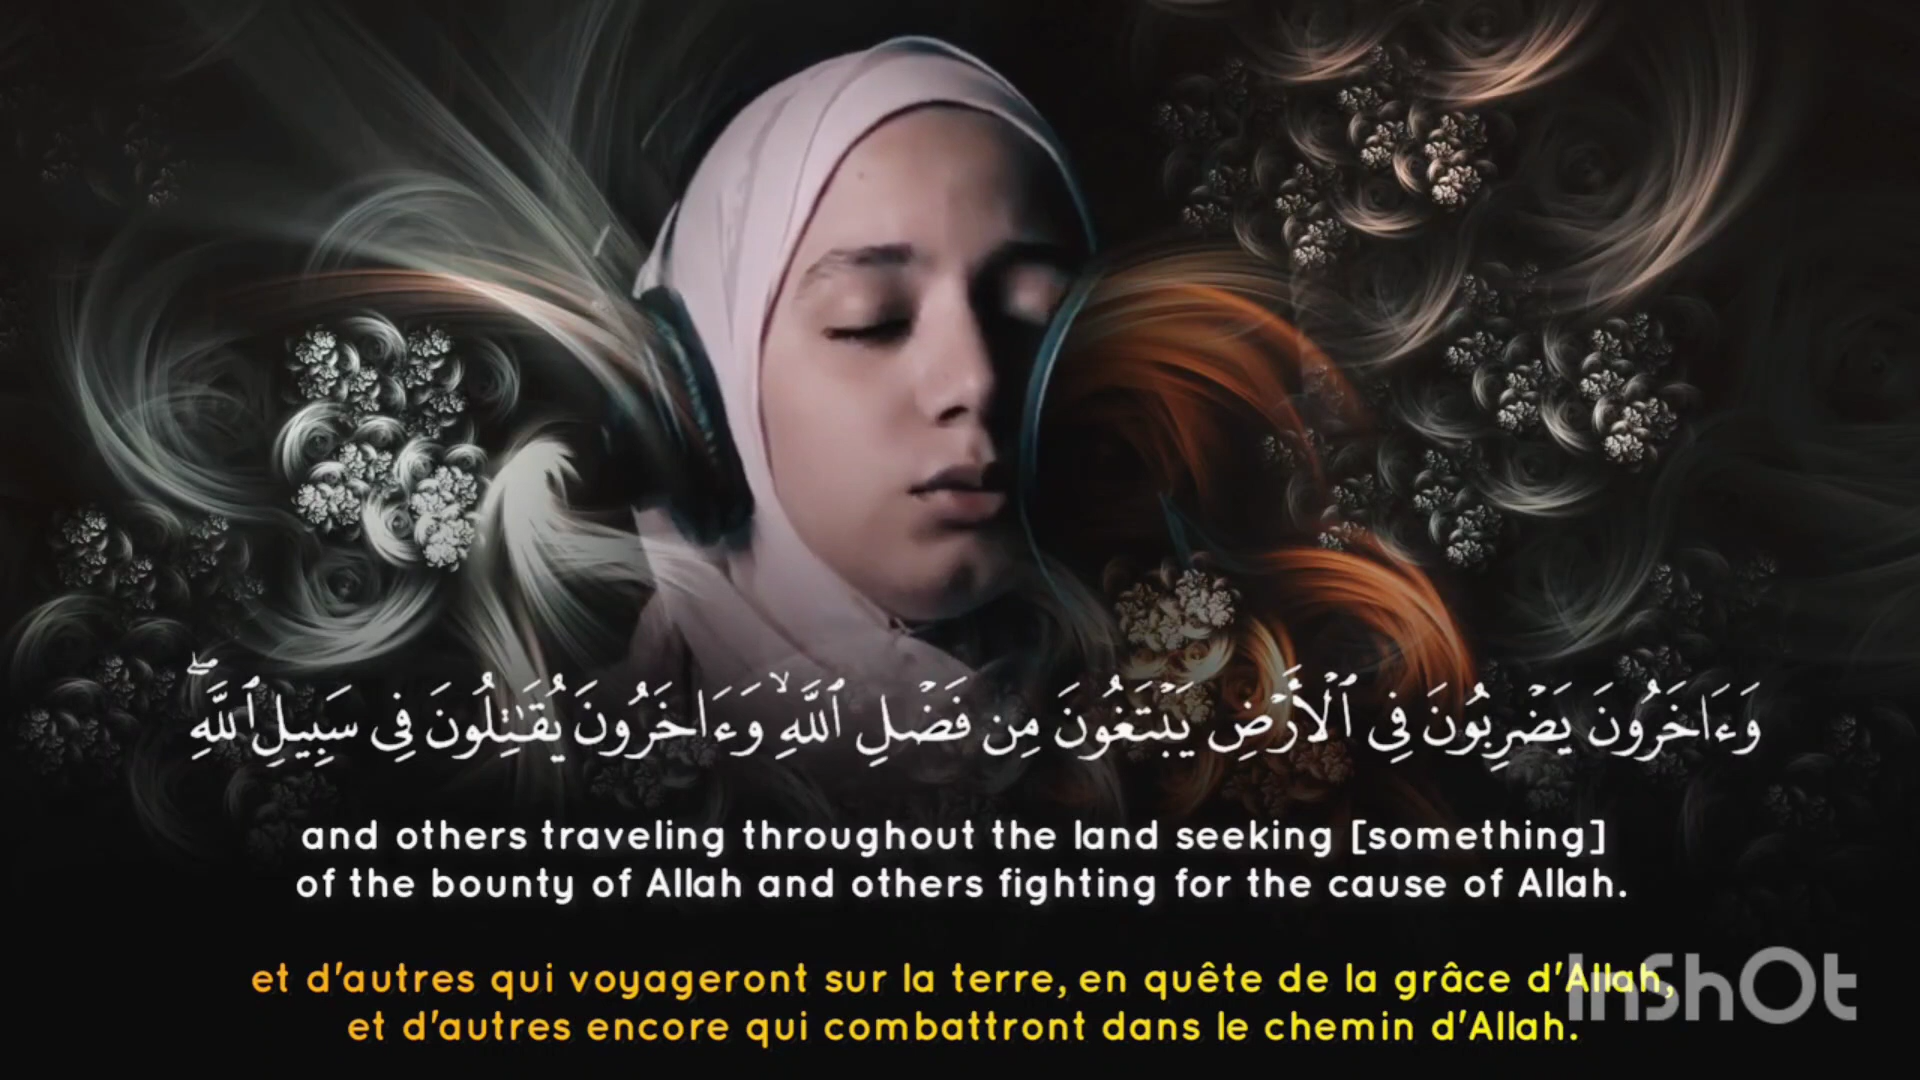 وَءَاخَرُونَ يَضْرِبُونَ فِى ٱلْأَرْضِ يَبْتَغُونَ مِن فَضْلِ ٱللَّهِ ۙ وَءَاخَرُونَ يُقَـٰتِلُونَ فِى سَبِيلِ ٱللَّهِ ۖ
and others traveling throughout the land seeking [something]
of the bounty of Allah and others fighting for the cause of Allah.
et d'autres qui voyageront sur la terre, en quête de la grâce d'Allah,
et d'autres encore qui combattront dans le chemin d'Allah.
InShOt